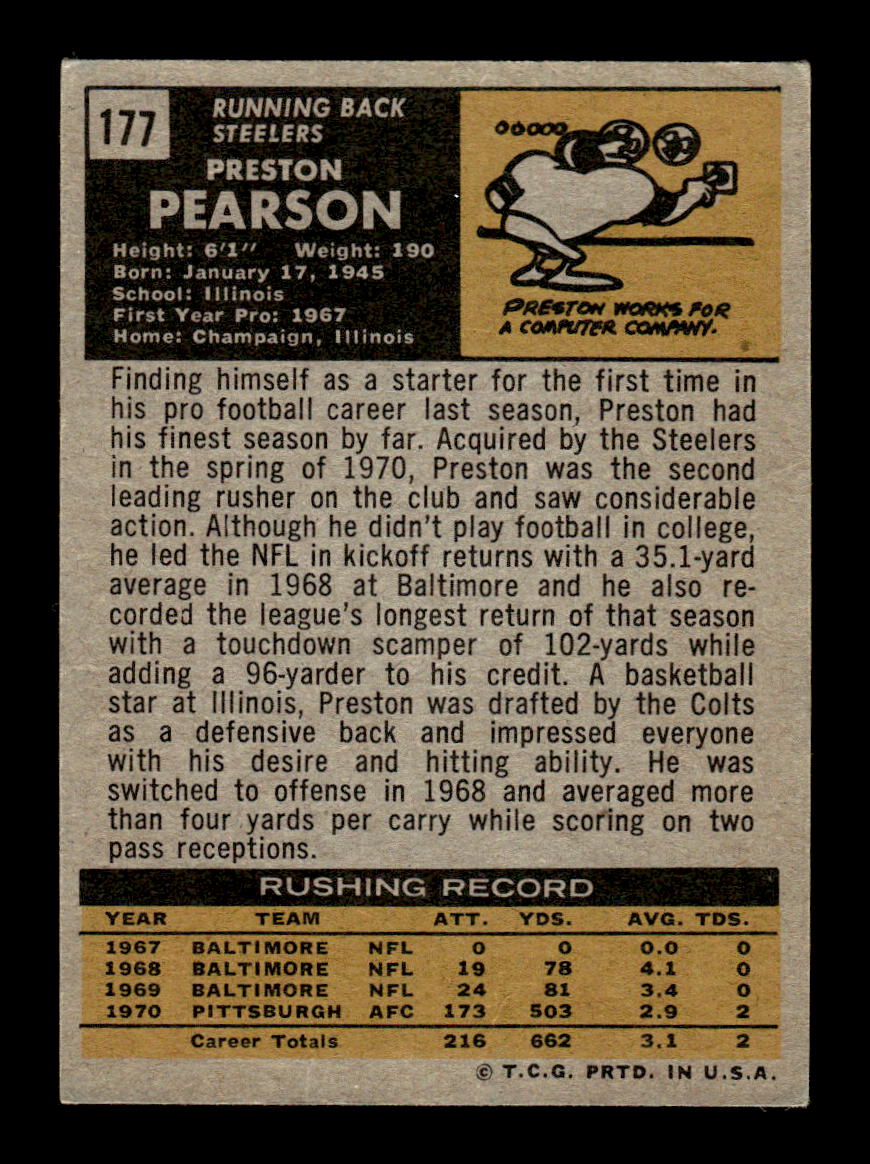 177
RUNNING BACK
STEELERS
PRESTON
PEARSON
Height: 6'1" Weight: 190
Born: January 17, 1945
School: Illinois
First Year Pro: 1967
Home: Champaign, Illinois
PRESTON WORKS FOR
A COMPUTER COMPANY.
Finding himself as a starter for the first time in
his pro football career last season, Preston had
his finest season by far. Acquired by the Steelers
in the spring of 1970, Preston was the second
leading rusher on the club and saw considerable
action. Although he didn't play football in college,
he led the NFL in kickoff returns with a 35.1-yard
average in 1968 at Baltimore and he also re-
corded the league's longest return of that season
with a touchdown scamper of 102-yards while
adding a 96-yarder to his credit. A basketball
star at Illinois, Preston was drafted by the Colts
as a defensive back and impressed everyone
with his desire and hitting ability. He was
switched to offense in 1968 and averaged more
than four yards per carry while scoring on two
pass receptions.
RUSHING RECORD
YEAR TEAM ATT. YDS. AVG. TDS.
1967 BALTIMORE NFL 0 0 0.0 0
1968 BALTIMORE NFL 19 78 4.1 0
1969 BALTIMORE NFL 24 81 3.4 0
1970 PITTSBURGH AFC 173 503 2.9 2
Career Totals 216 662 3.1 2
© T.C.G. PRTD. IN U.S.A.